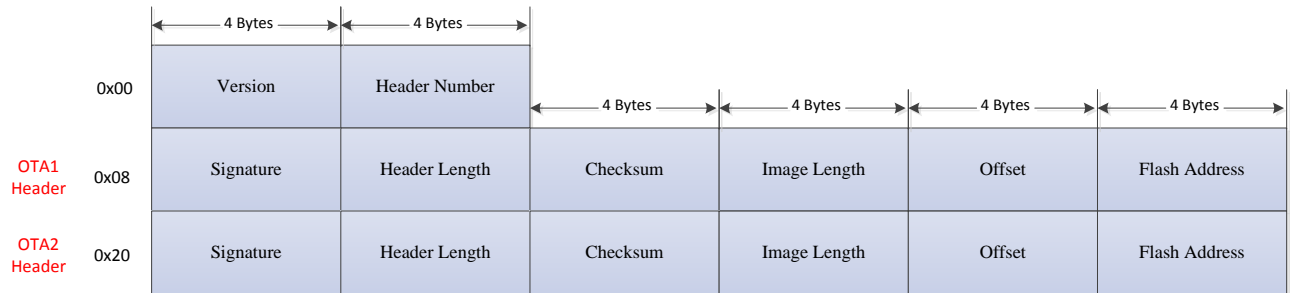 4 Bytes 4 Bytes
0x00 Version Header Number
4 Bytes 4 Bytes 4 Bytes 4 Bytes
OTA1
Header
0x08 Signature Header Length Checksum Image Length Offset Flash Address
OTA2
Header
0x20 Signature Header Length Checksum Image Length Offset Flash Address